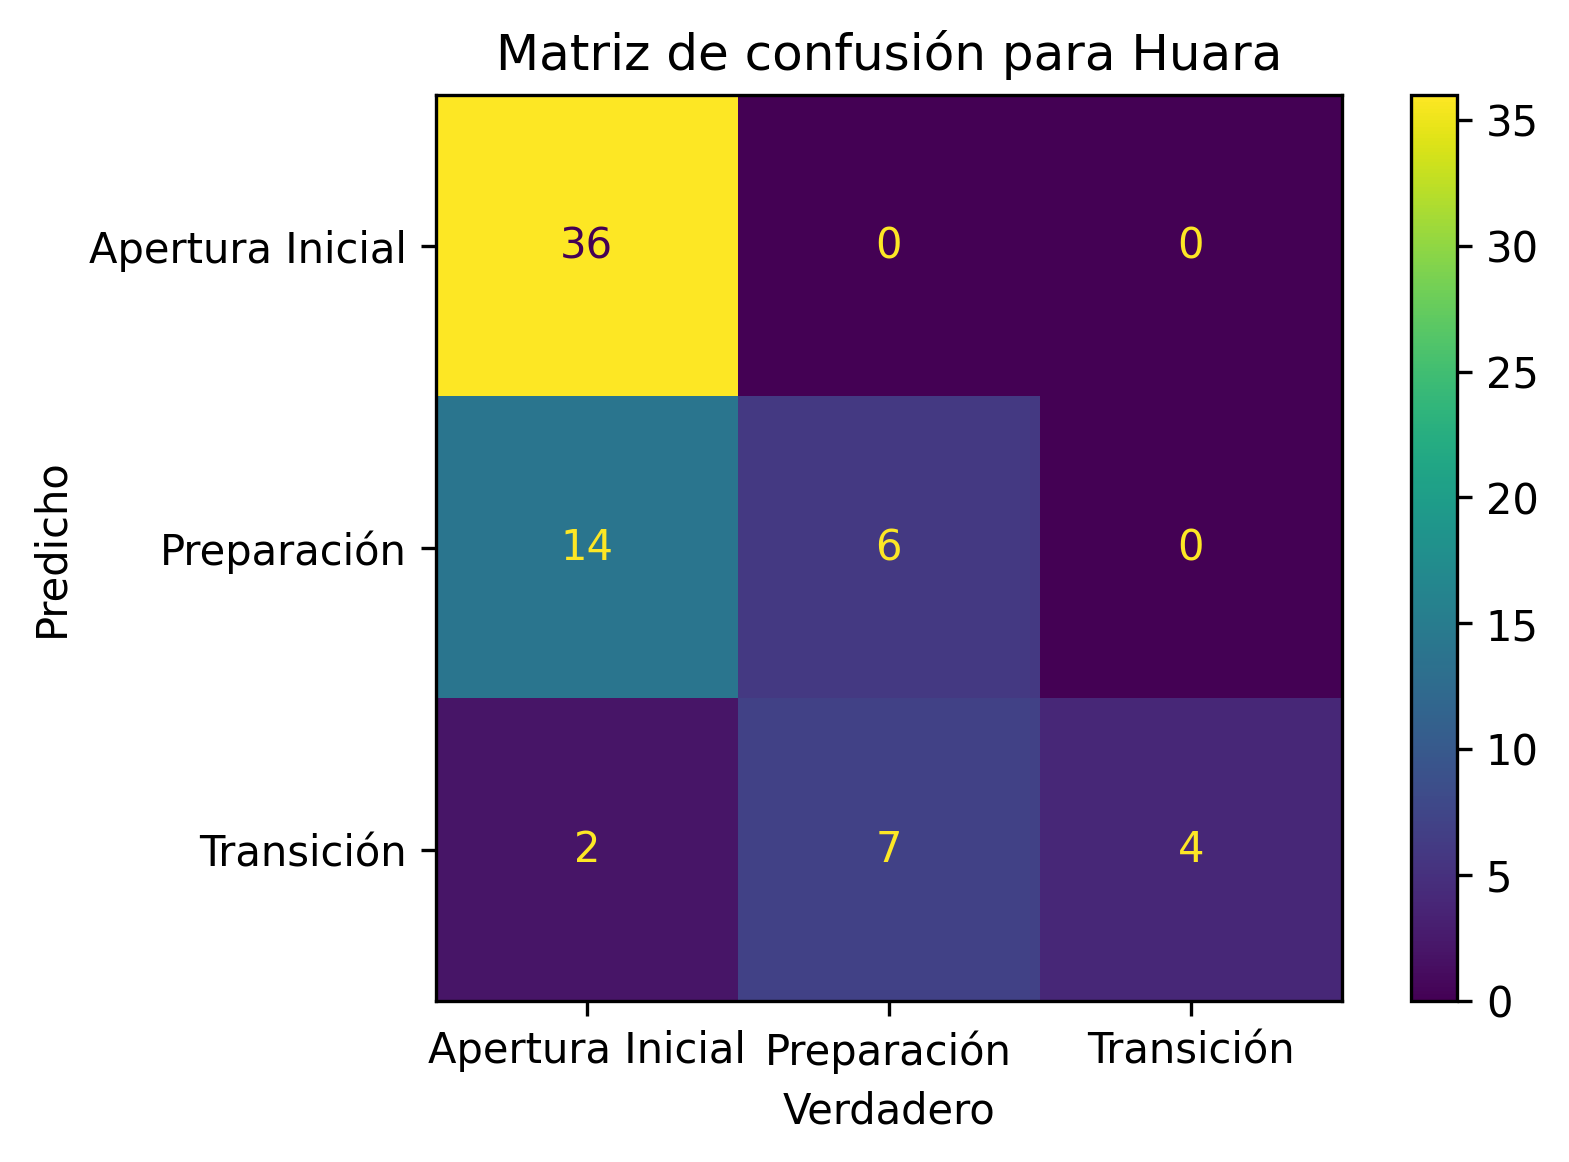 Matriz de confusión para Huara
Predicho
Apertura Inicial 36 0 0
Preparación 14 6 0
Transición 2 7 4
Apertura Inicial Preparación Transición
Verdadero
35
30
25
20
15
10
5
0